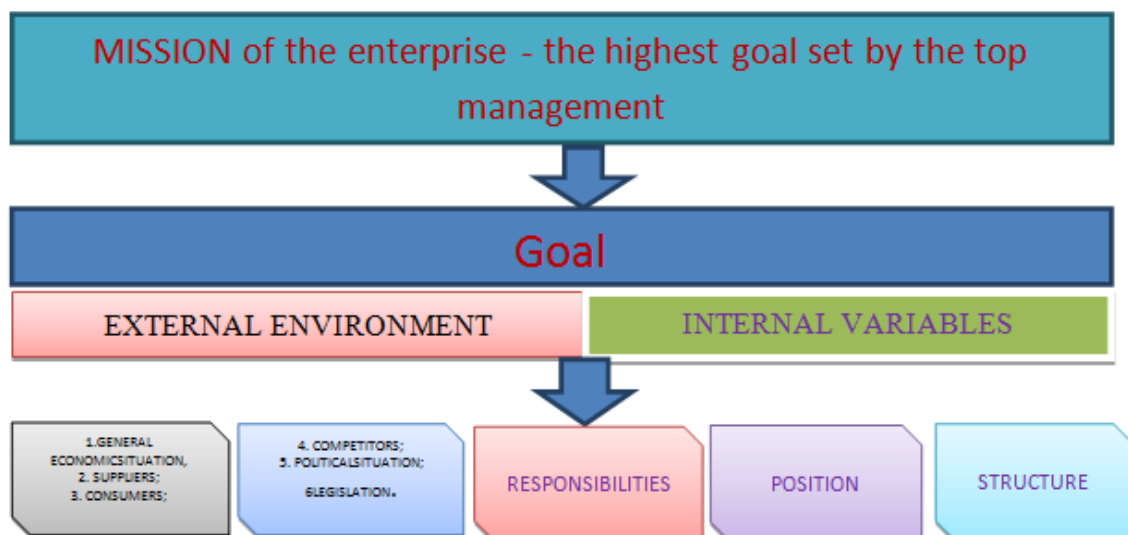 MISSION of the enterprise - the highest goal set by the top
management
Goal
EXTERNAL ENVIRONMENT
INTERNAL VARIABLES
1.GENERAL
ECONOMICSITUATION,
2. SUPPLIERS;
3. CONSUMERS;
4. COMPETITORS;
5. POLITICALSITUATION;
6LEGISLATION.
RESPONSIBILITIES
POSITION
STRUCTURE